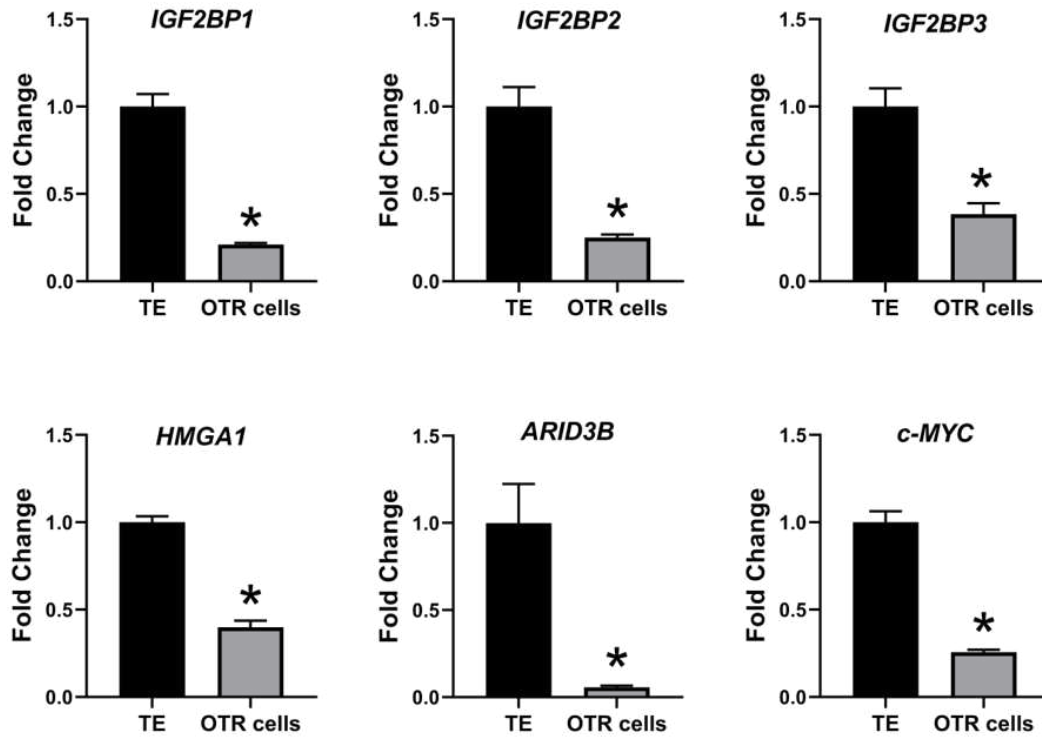 IGF2BP1
Fold Change
1.5
1.0
0.5
0.0
*
TE OTR cells
IGF2BP2
Fold Change
1.5
1.0
0.5
0.0
*
TE OTR cells
IGF2BP3
Fold Change
1.5
1.0
0.5
0.0
*
TE OTR cells
HMGA1
Fold Change
1.5
1.0
0.5
0.0
*
TE OTR cells
ARID3B
Fold Change
1.5
1.0
0.5
0.0
*
TE OTR cells
c-MYC
Fold Change
1.5
1.0
0.5
0.0
*
TE OTR cells